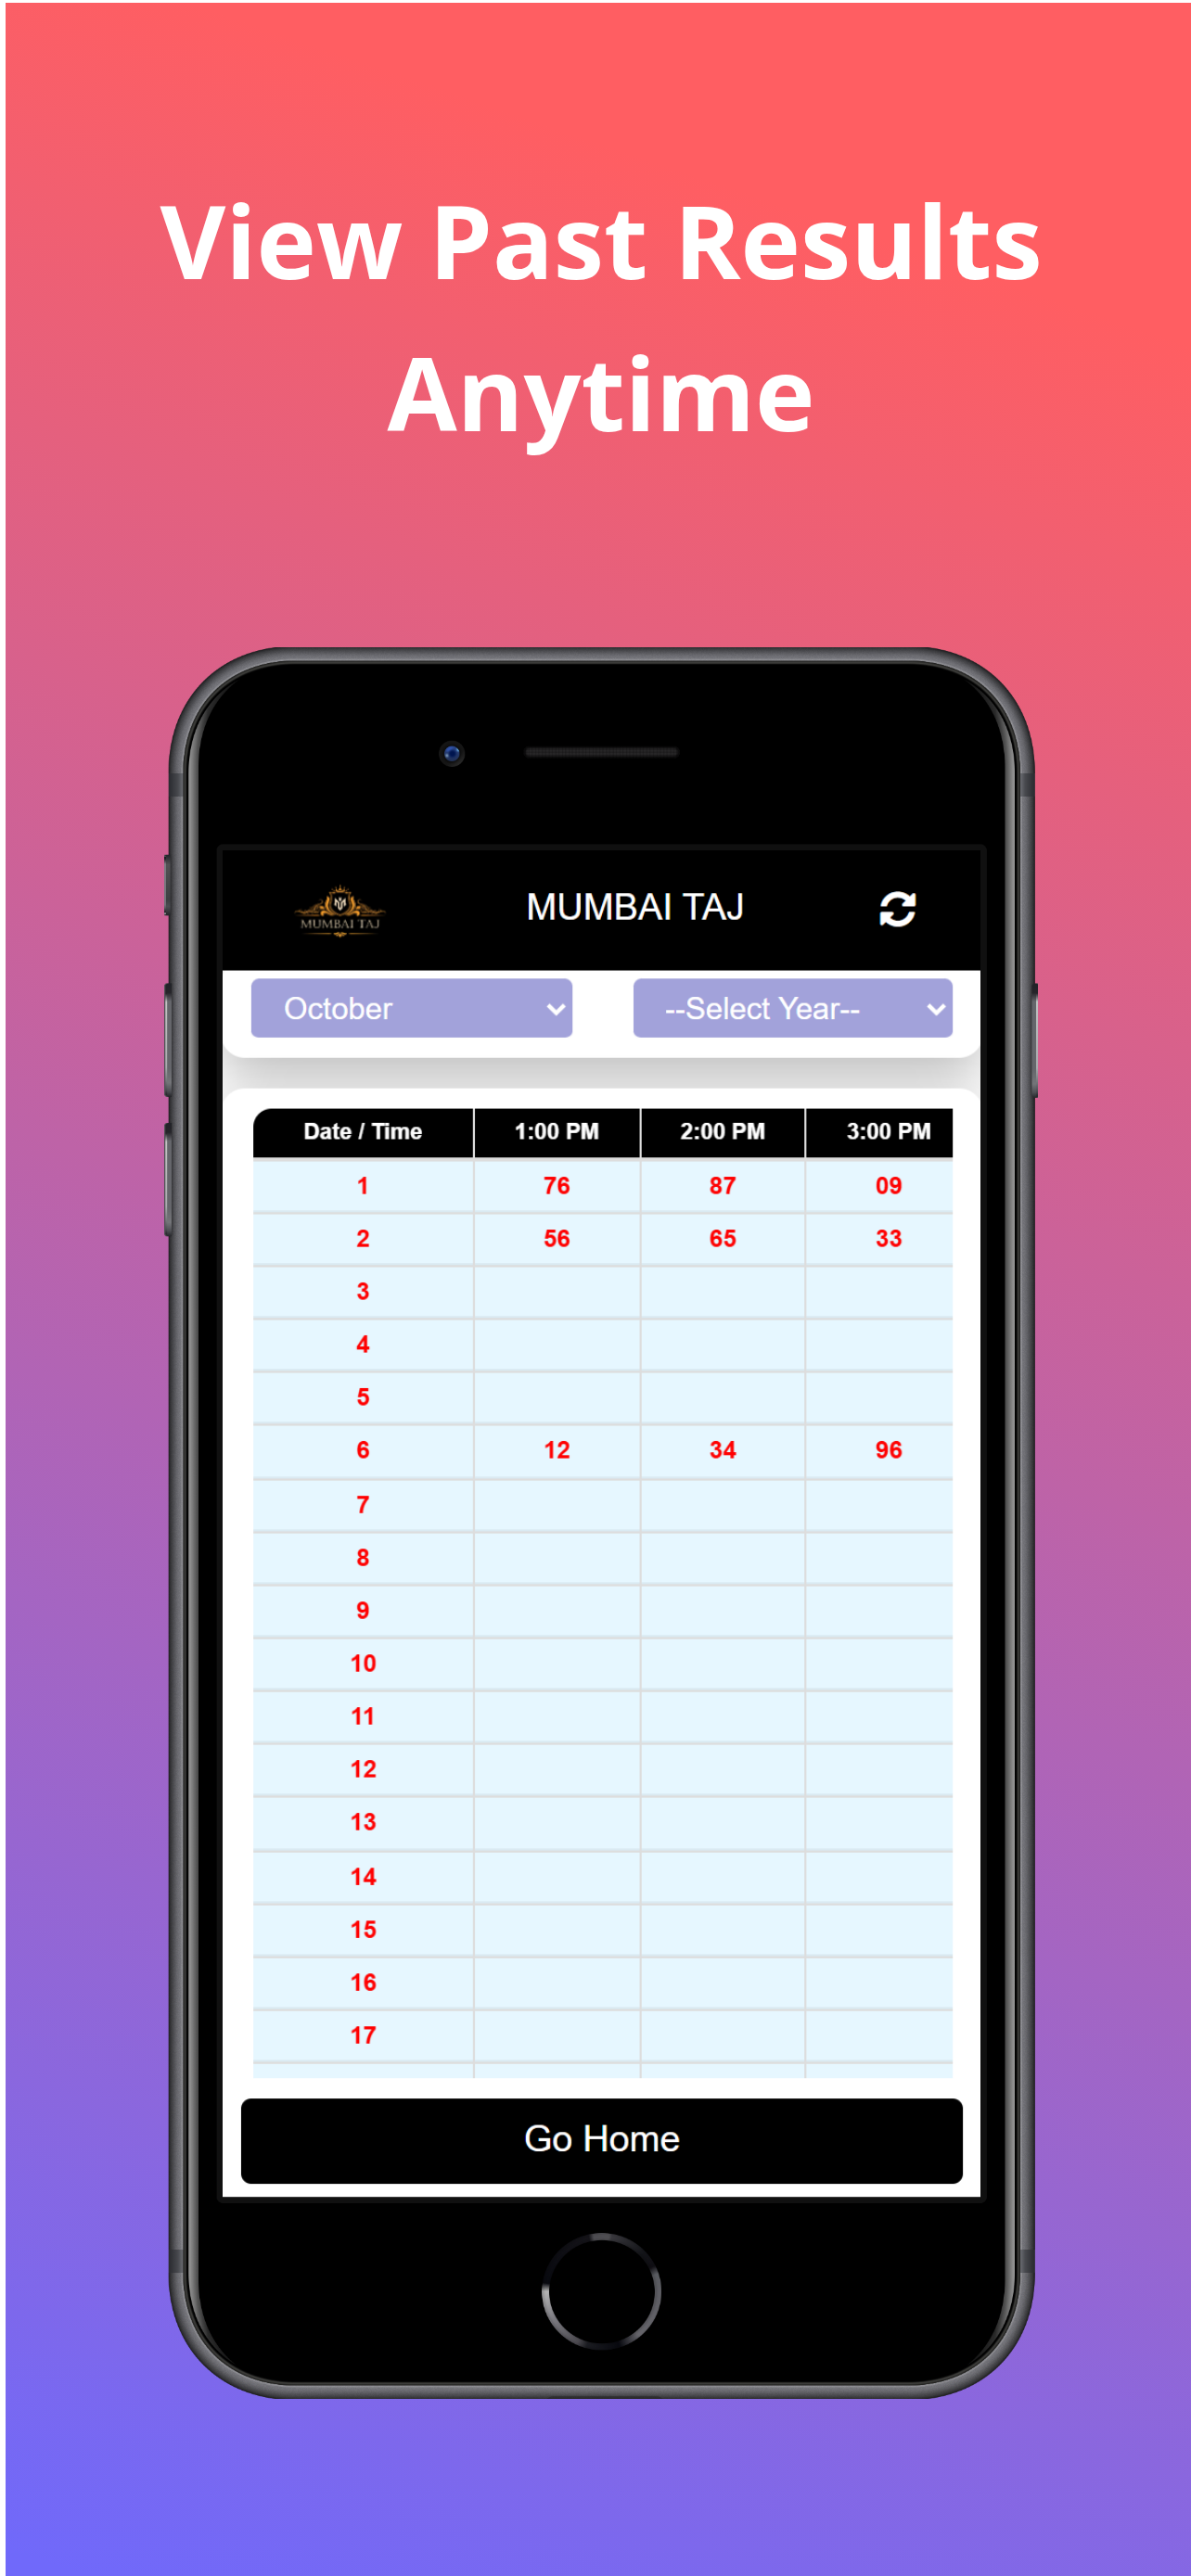 View Past Results
Anytime
MUMBAI TAJ
MUMBAI TAJ
October --Select Year--
Date / Time 1:00 PM 2:00 PM 3:00 PM
1 76 87 09
2 56 65 33
3
4
5
6 12 34 96
7
8
9
10
11
12
13
14
15
16
17
Go Home